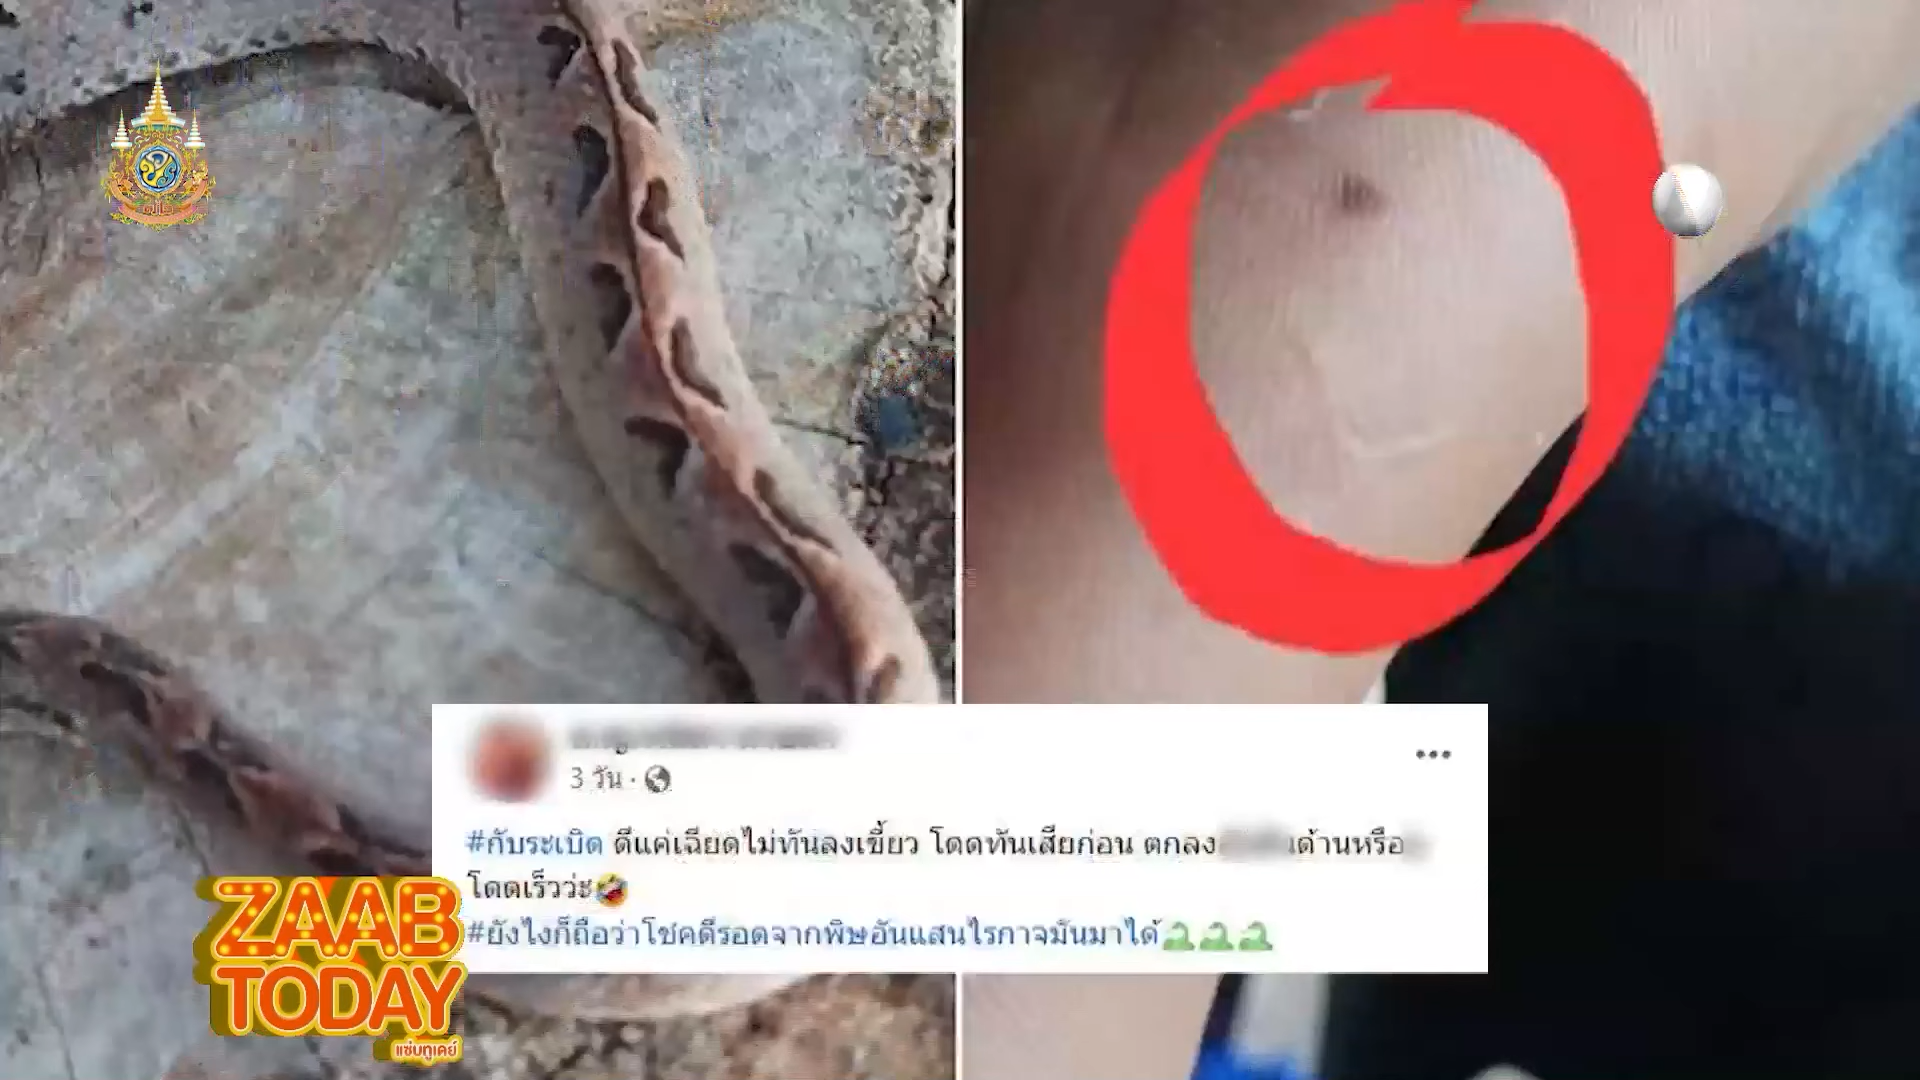 3 วัน ·
#กับระเบิด ดีแค่เฉียดไม่ทันลงเขี้ยว โดดทันเสียก่อน ตกลง ด้านหรือ
โดดเร็วว่ะ🤣
#ยังไงก็ถือว่าโชคดีรอดจากพิษอันแสนไรกาจมันมาได้🐍🐍🐍
ZAAB
TODAY
แซ่บทูเดย์